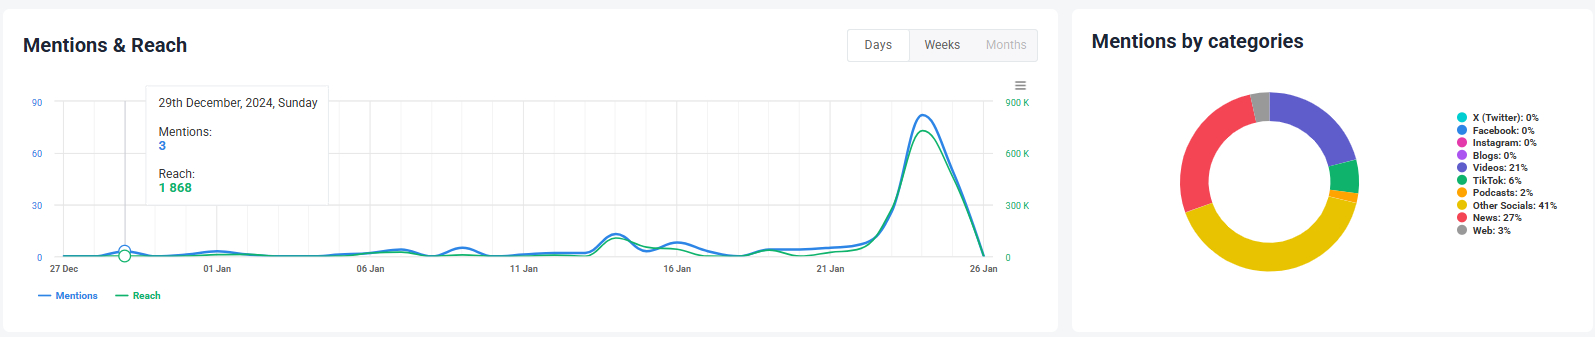 Mentions & Reach
Days Weeks Months
90
60
30
0
900 K
600 K
300 K
0
29th December, 2024, Sunday
Mentions:
3
Reach:
1 868
27 Dec 01 Jan 06 Jan 11 Jan 16 Jan 21 Jan 26 Jan
Mentions Reach
Mentions by categories
X (Twitter): 0%
Facebook: 0%
Instagram: 0%
Blogs: 0%
Videos: 21%
TikTok: 6%
Podcasts: 2%
Other Socials: 41%
News: 27%
Web: 3%